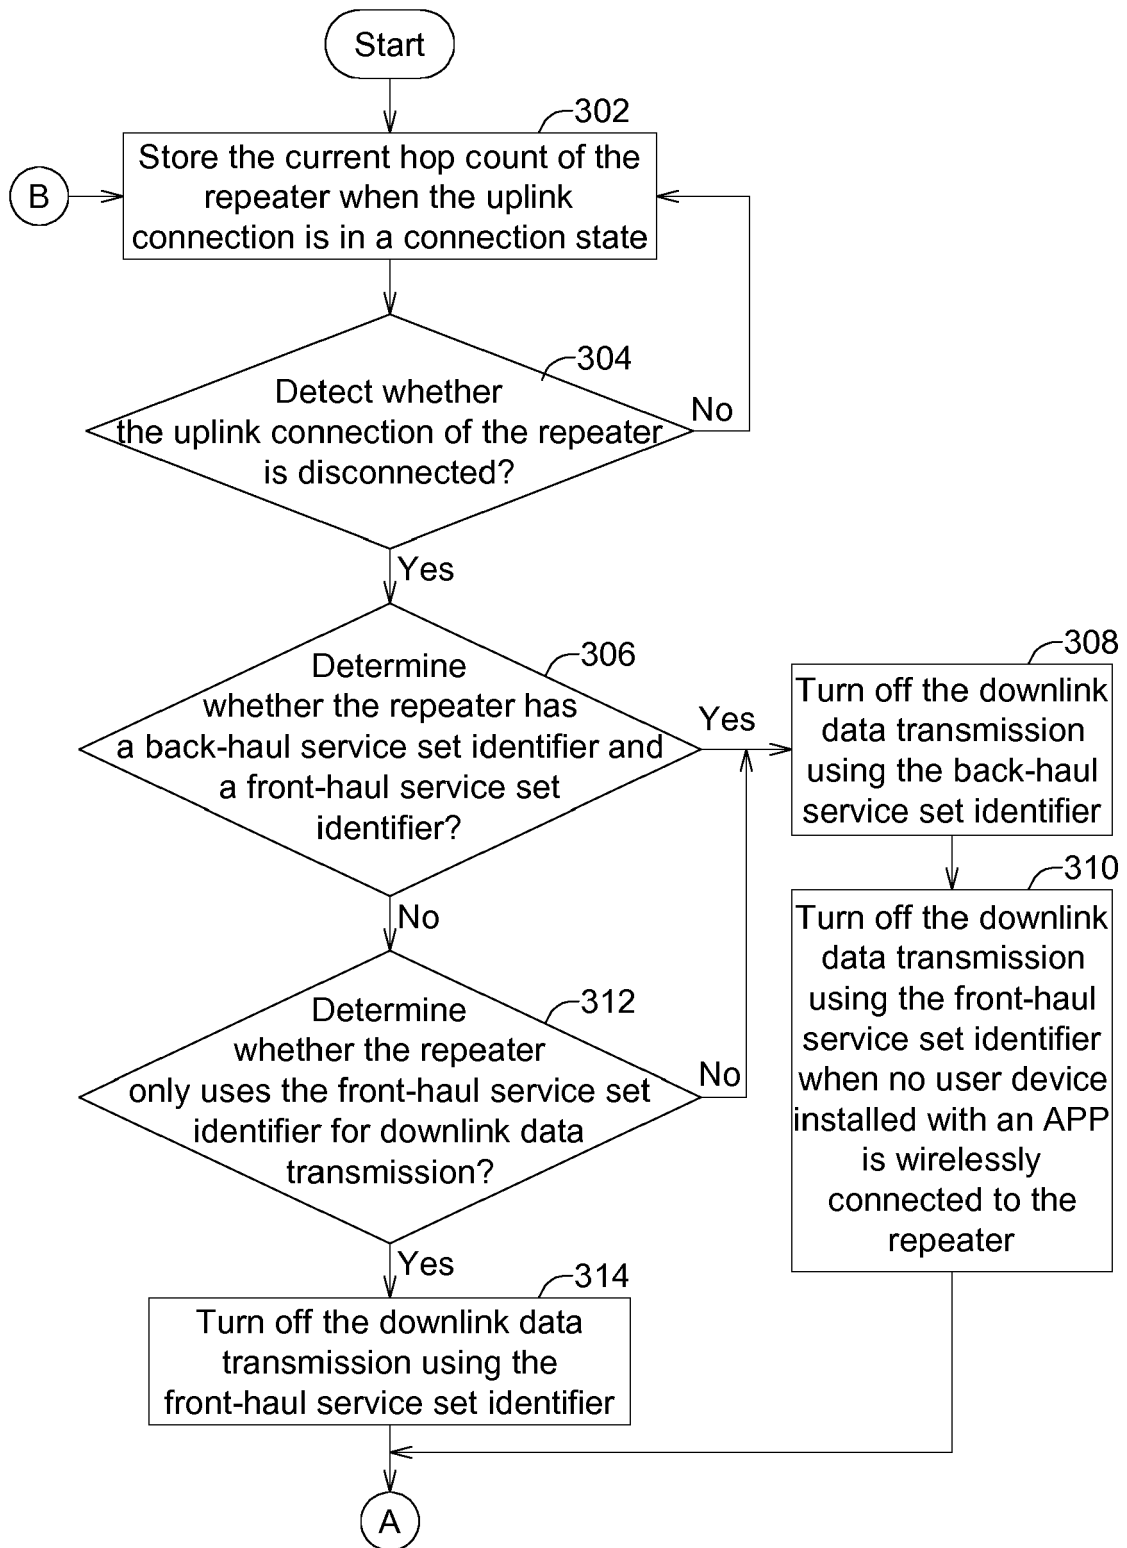 Start
302
Store the current hop count of the
repeater when the uplink
connection is in a connection state
B
304
Detect whether
the uplink connection of the repeater
is disconnected?
No
Yes
306
Determine
whether the repeater has
a back-haul service set identifier and
a front-haul service set
identifier?
Yes
308
Turn off the downlink
data transmission
using the back-haul
service set identifier
310
Turn off the downlink
data transmission
using the front-haul
service set identifier
when no user device
installed with an APP
is wirelessly
connected to the
repeater
No
312
Determine
whether the repeater
only uses the front-haul service set
identifier for downlink data
transmission?
No
Yes
314
Turn off the downlink data
transmission using the
front-haul service set identifier
A